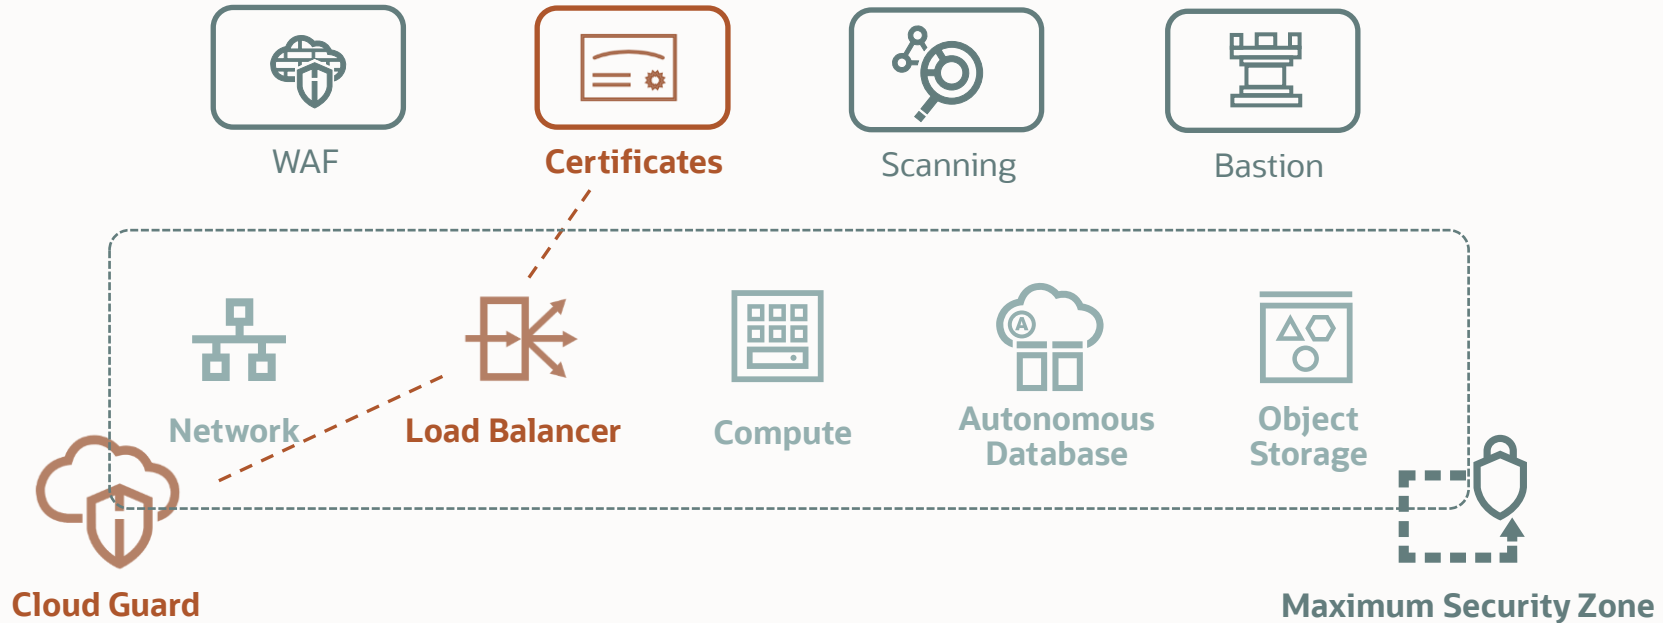 WAF
Certificates
Scanning
Bastion
A
Network
Load Balancer
Compute
Autonomous
Database
Object
Storage
Cloud Guard
Maximum Security Zone